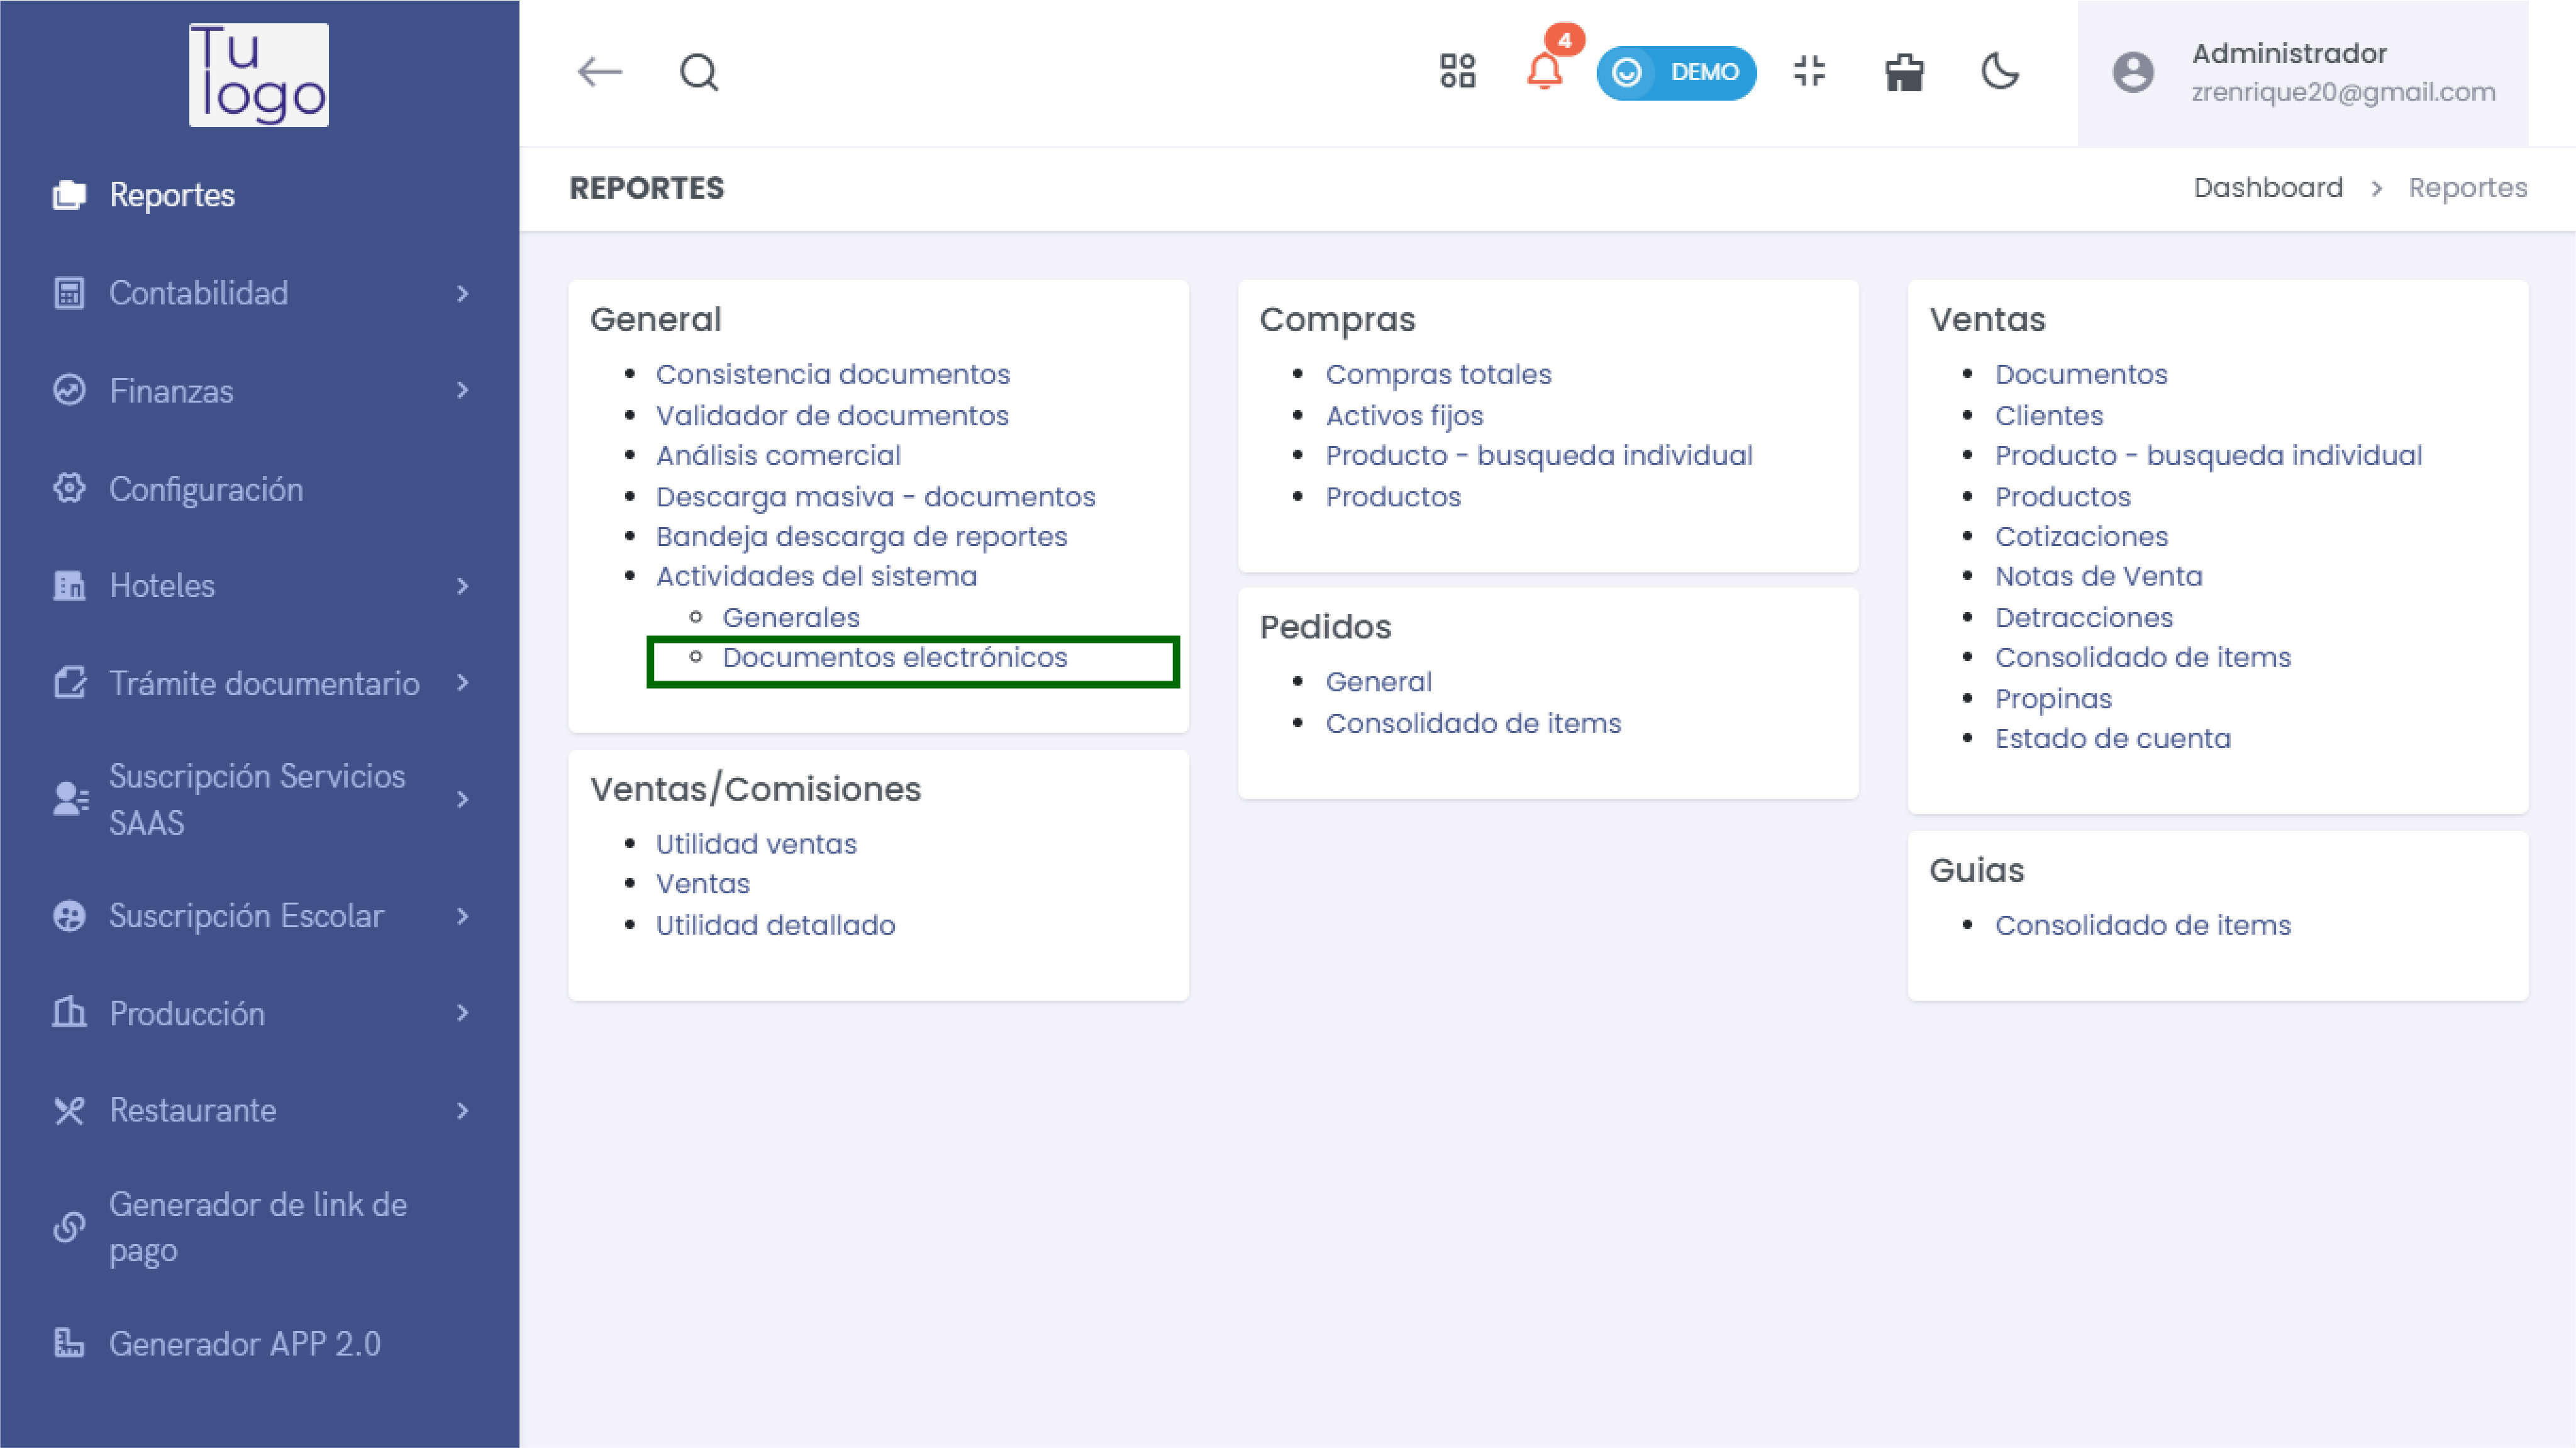 Tu
logo
Reportes
Contabilidad
Finanzas
Configuración
Hoteles
Trámite documentario
Suscripción Servicios
SAAS
Suscripción Escolar
Producción
Restaurante
Generador de link de
pago
Generador APP 2.0
4
DEMO
Administrador
zrenrique20@gmail.com
REPORTES
Dashboard > Reportes
General
Consistencia documentos
Validador de documentos
Análisis comercial
Descarga masiva - documentos
Bandeja descarga de reportes
Actividades del sistema
Generales
Documentos electrónicos
Ventas/Comisiones
Utilidad ventas
Ventas
Utilidad detallado
Compras
Compras totales
Activos fijos
Producto - busqueda individual
Productos
Pedidos
General
Consolidado de items
Ventas
Documentos
Clientes
Producto - busqueda individual
Productos
Cotizaciones
Notas de Venta
Detracciones
Consolidado de items
Propinas
Estado de cuenta
Guias
Consolidado de items